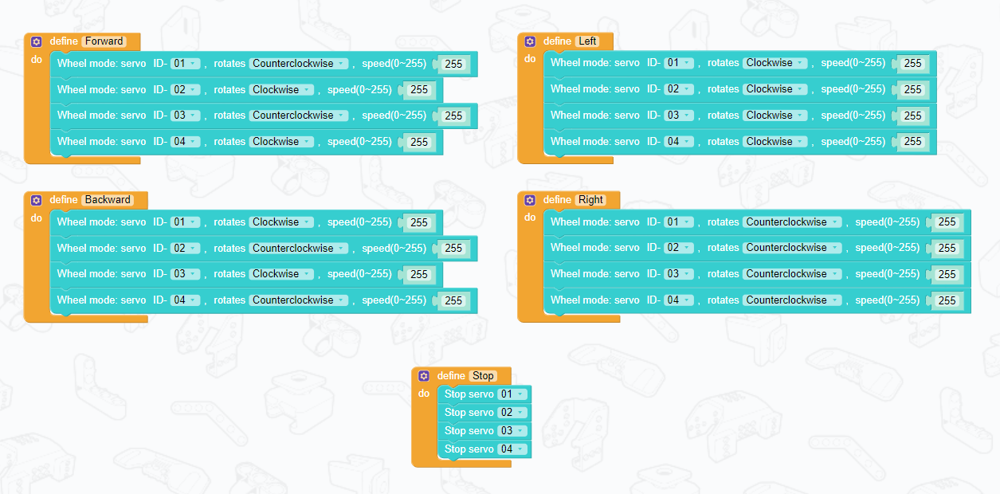 define Forward
do
Wheel mode: servo ID- 01 , rotates Counterclockwise , speed(0~255) 255
Wheel mode: servo ID- 02 , rotates Clockwise , speed(0~255) 255
Wheel mode: servo ID- 03 , rotates Counterclockwise , speed(0~255) 255
Wheel mode: servo ID- 04 , rotates Clockwise , speed(0~255) 255
define Left
do
Wheel mode: servo ID- 01 , rotates Clockwise , speed(0~255) 255
Wheel mode: servo ID- 02 , rotates Clockwise , speed(0~255) 255
Wheel mode: servo ID- 03 , rotates Clockwise , speed(0~255) 255
Wheel mode: servo ID- 04 , rotates Clockwise , speed(0~255) 255
define Backward
do
Wheel mode: servo ID- 01 , rotates Clockwise , speed(0~255) 255
Wheel mode: servo ID- 02 , rotates Counterclockwise , speed(0~255) 255
Wheel mode: servo ID- 03 , rotates Clockwise , speed(0~255) 255
Wheel mode: servo ID- 04 , rotates Counterclockwise , speed(0~255) 255
define Right
do
Wheel mode: servo ID- 01 , rotates Counterclockwise , speed(0~255) 255
Wheel mode: servo ID- 02 , rotates Counterclockwise , speed(0~255) 255
Wheel mode: servo ID- 03 , rotates Counterclockwise , speed(0~255) 255
Wheel mode: servo ID- 04 , rotates Counterclockwise , speed(0~255) 255
define Stop
do
Stop servo 01
Stop servo 02
Stop servo 03
Stop servo 04